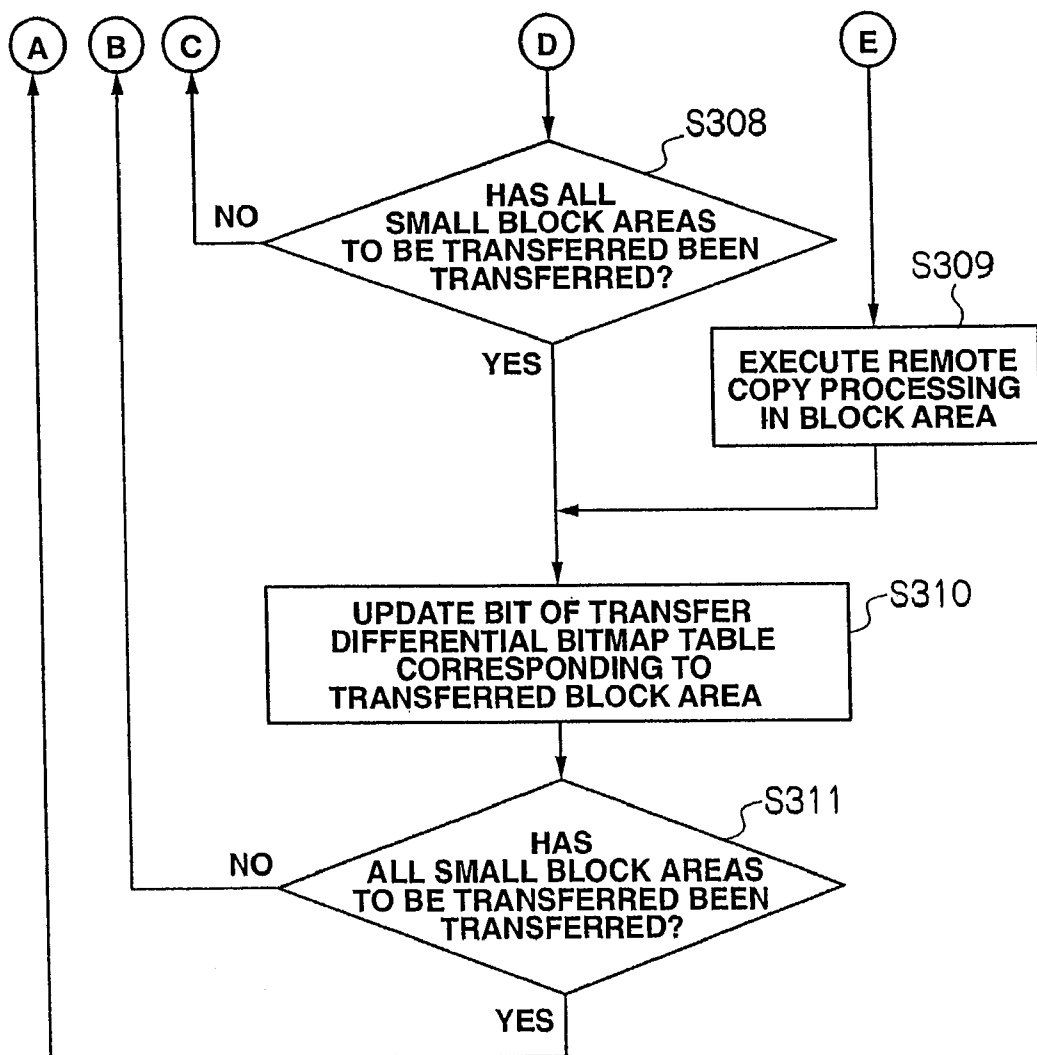 A B C D E
S308
HAS ALL
SMALL BLOCK AREAS
TO BE TRANSFERRED BEEN
TRANSFERRED?
NO
YES
S309
EXECUTE REMOTE
COPY PROCESSING
IN BLOCK AREA
S310
UPDATE BIT OF TRANSFER
DIFFERENTIAL BITMAP TABLE
CORRESPONDING TO
TRANSFERRED BLOCK AREA
S311
HAS
ALL SMALL BLOCK AREAS
TO BE TRANSFERRED BEEN
TRANSFERRED?
NO
YES